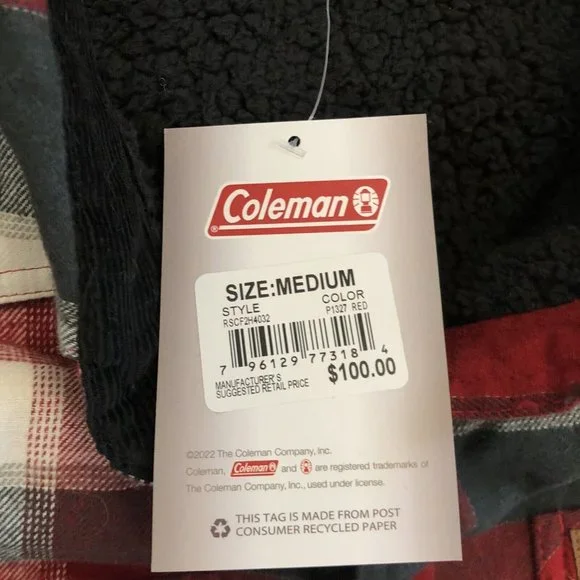 Coleman
SIZE:MEDIUM
STYLE COLOR
RSCF2H4032 P1327 RED
7 96129 77318 4
MANUFACTURER'S
SUGGESTED RETAIL PRICE $100.00
©2022 The Coleman Company, Inc.
Coleman, Coleman and are registered trademarks of
The Coleman Company, Inc., used under license.
THIS TAG IS MADE FROM POST
CONSUMER RECYCLED PAPER